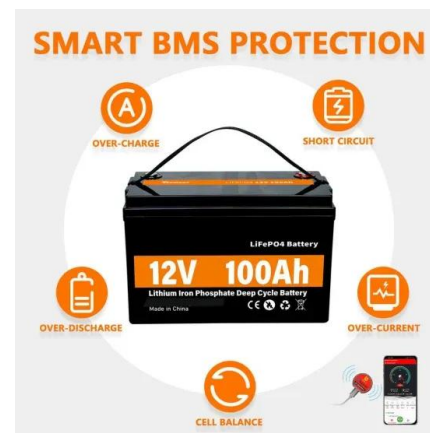 SMART BMS PROTECTION
OVER-CHARGE
SHORT CIRCUIT
LiFePO4 Battery
12V 100Ah
Lithium Iron Phosphate Deep Cycle Battery
Made in China
CE
OVER-DISCHARGE
OVER-CURRENT
CELL BALANCE